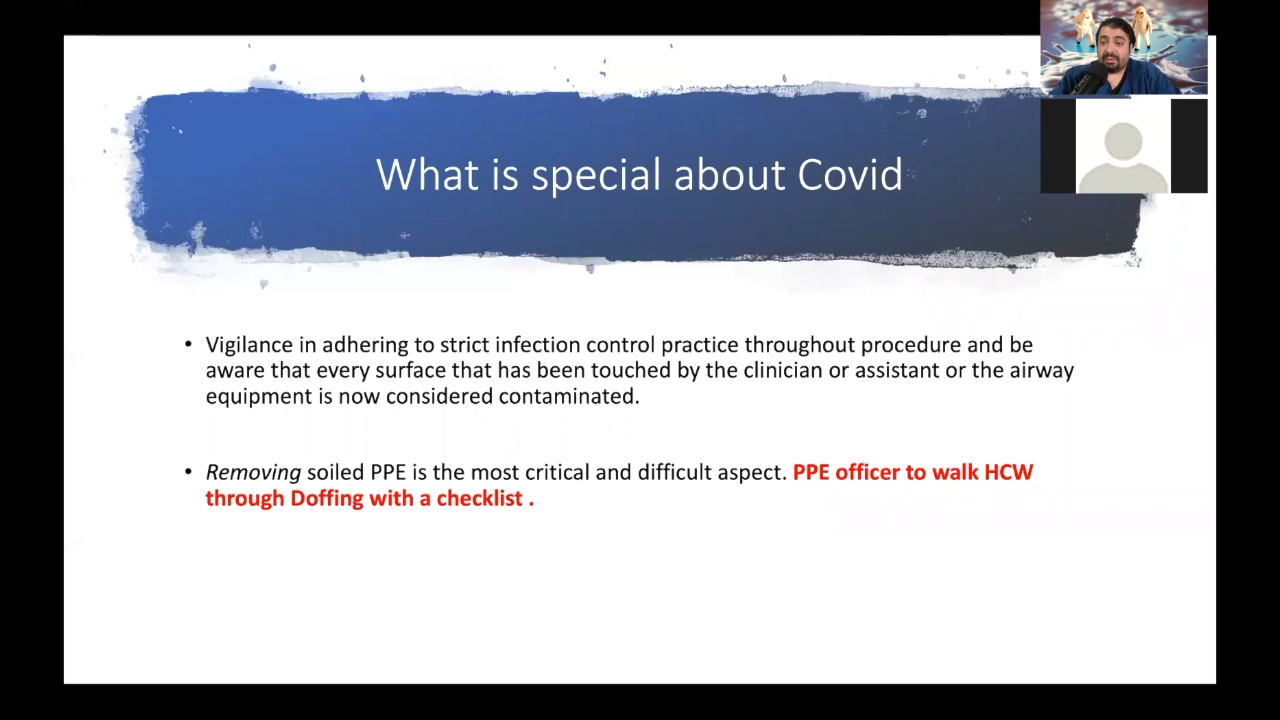 What is special about Covid
• Vigilance in adhering to strict infection control practice throughout procedure and be
aware that every surface that has been touched by the clinician or assistant or the airway
equipment is now considered contaminated.
• Removing soiled PPE is the most critical and difficult aspect. PPE officer to walk HCW
through Doffing with a checklist .